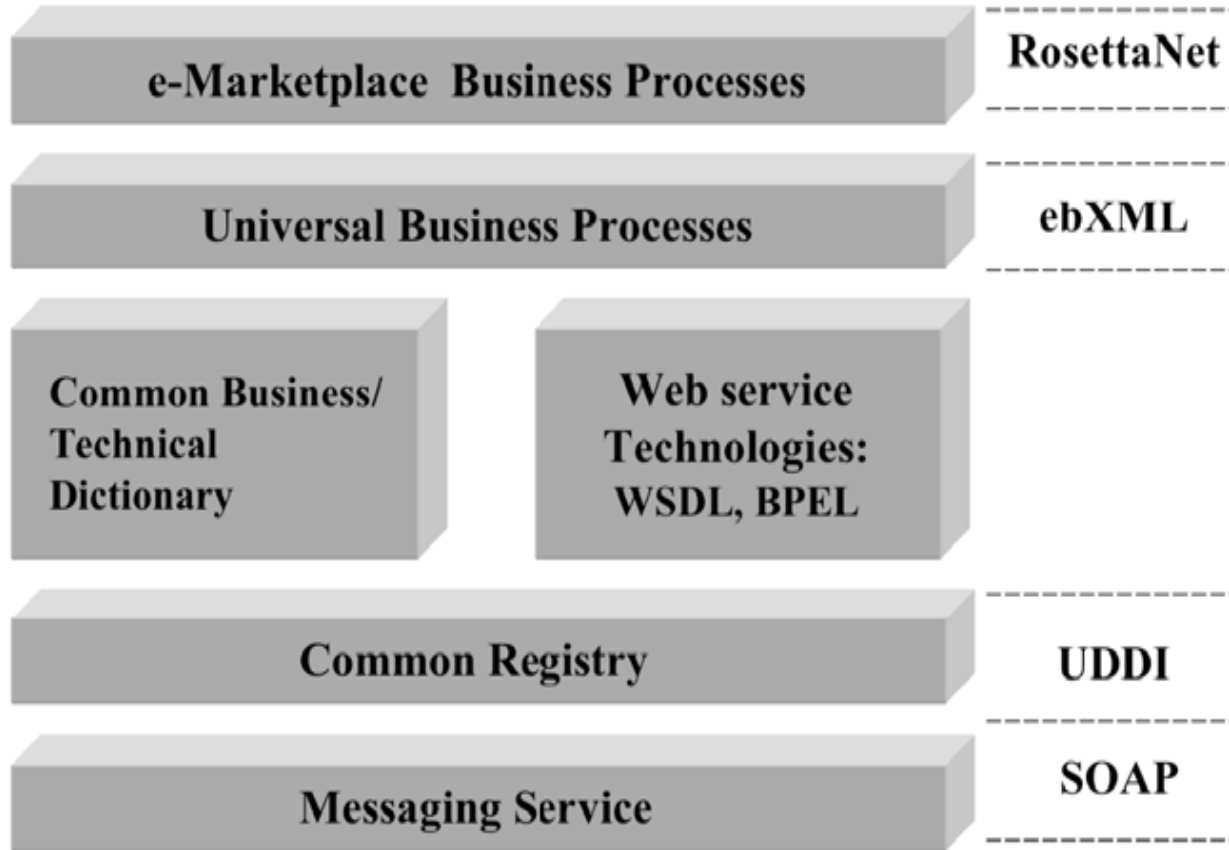 e-Marketplace Business Processes
RosettaNet
Universal Business Processes
ebXML
Common Business/
Technical
Dictionary
Web service
Technologies:
WSDL, BPEL
Common Registry
UDDI
Messaging Service
SOAP